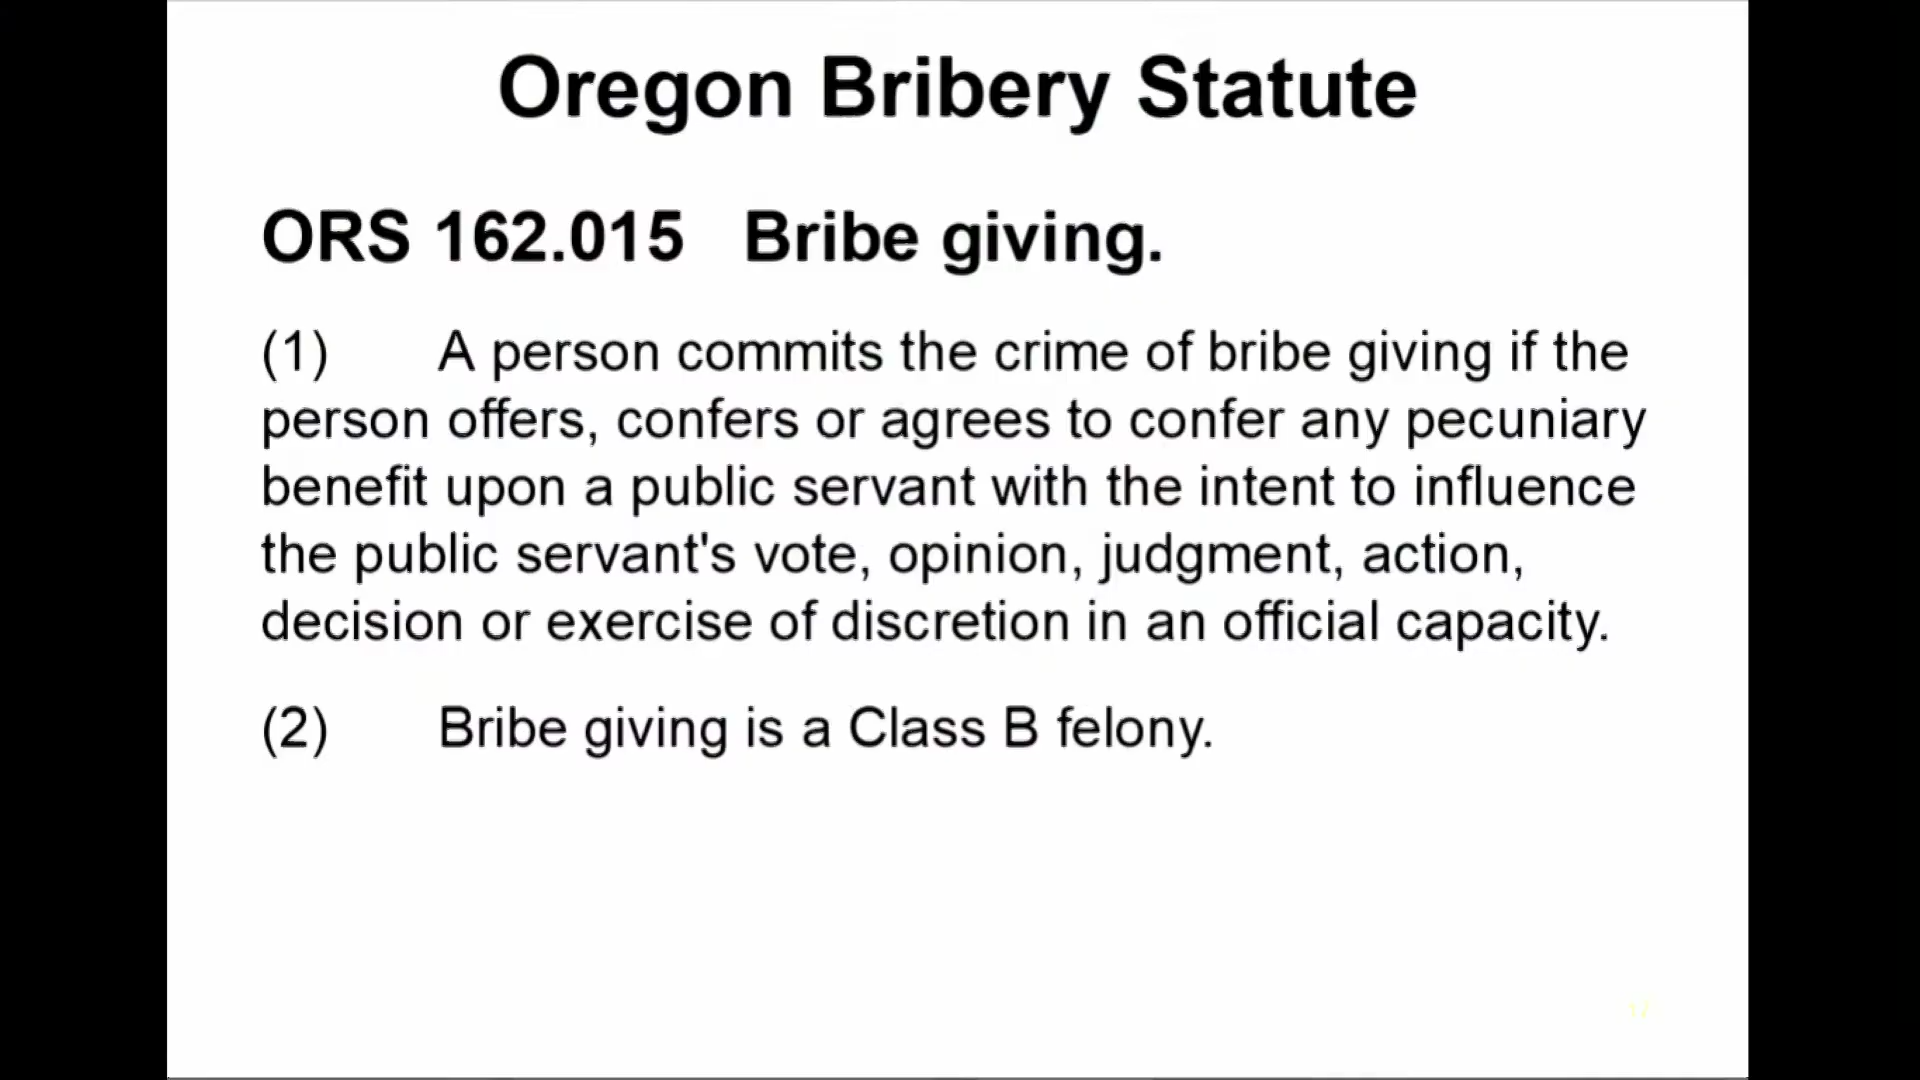 Oregon Bribery Statute
ORS 162.015 Bribe giving.
(1) A person commits the crime of bribe giving if the
person offers, confers or agrees to confer any pecuniary
benefit upon a public servant with the intent to influence
the public servant's vote, opinion, judgment, action,
decision or exercise of discretion in an official capacity.
(2) Bribe giving is a Class B felony.